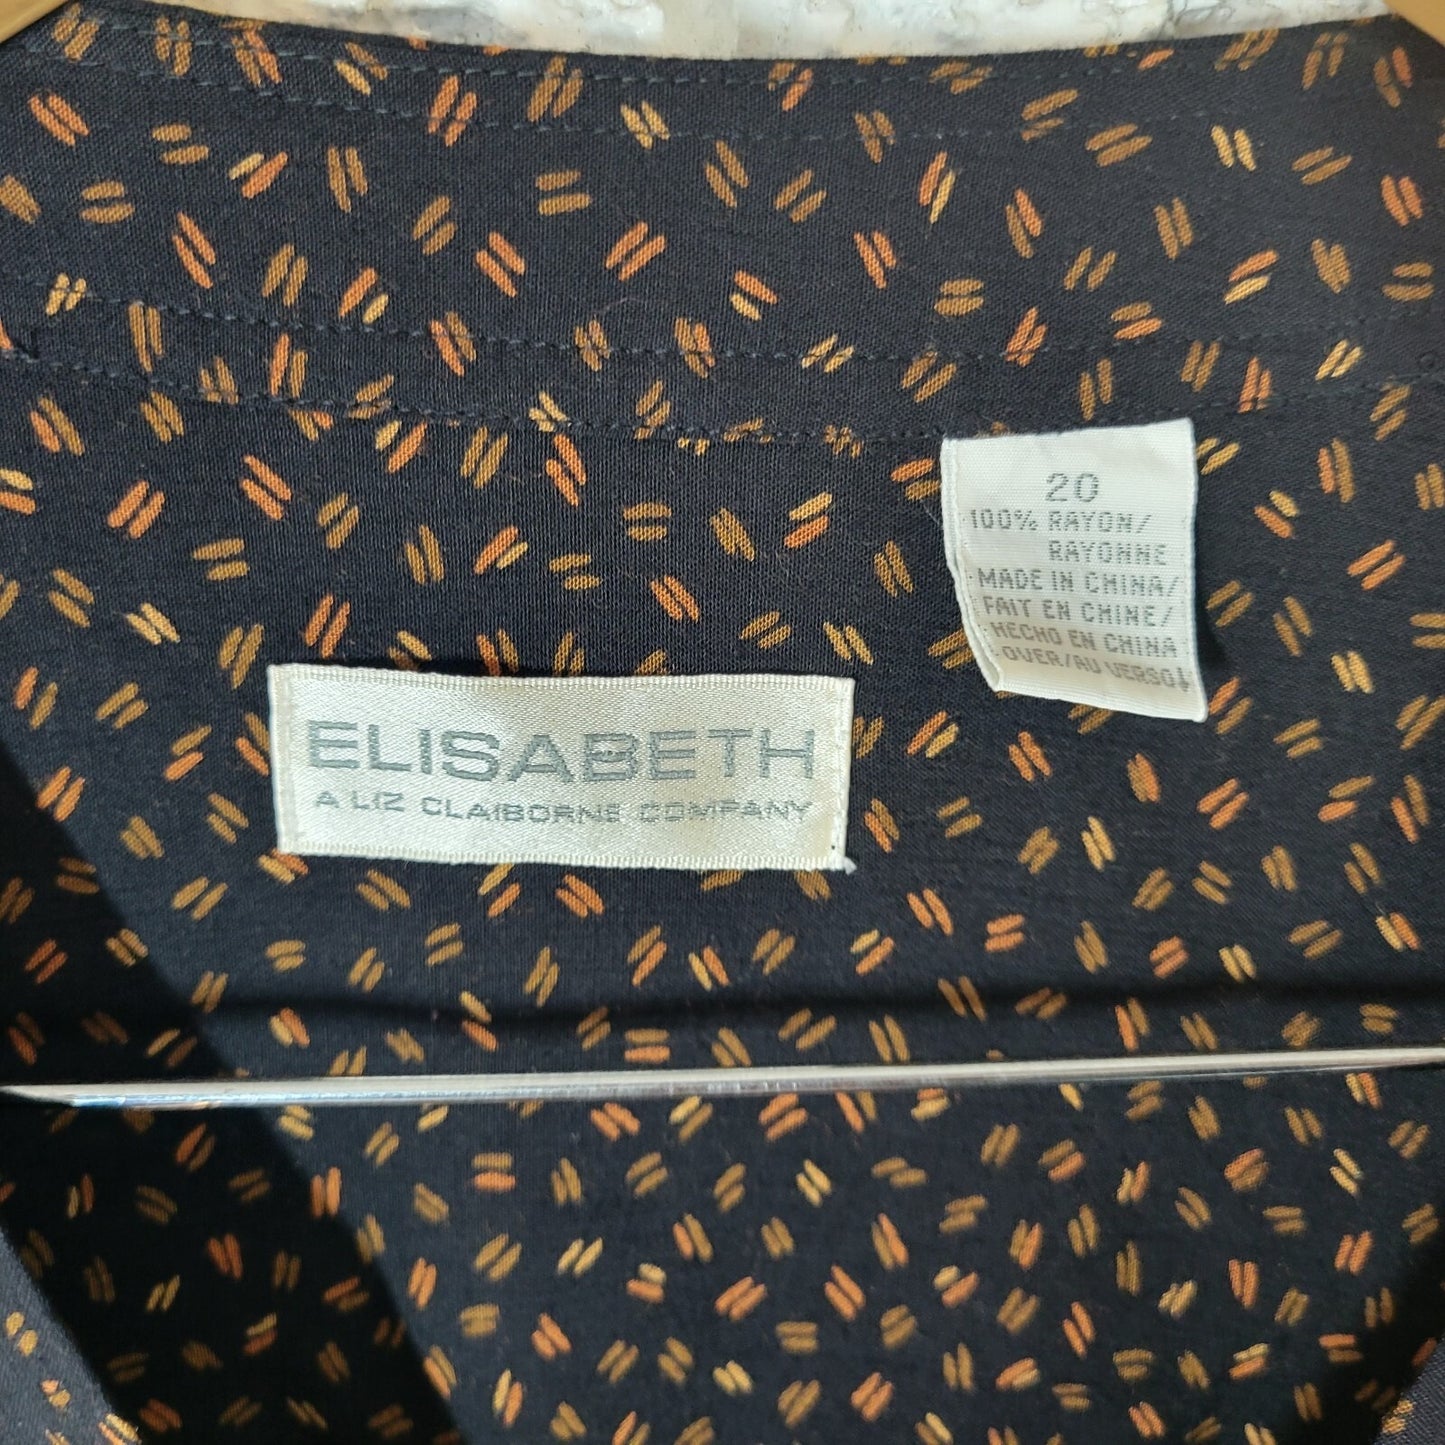 20
100% RAYON/
RAYONNE
MADE IN CHINA/
FAIT EN CHINE/
HECHO EN CHINA
OVER/AU VERSO↓
ELISABETH
A LIZ CLAIBORNE COMPANY